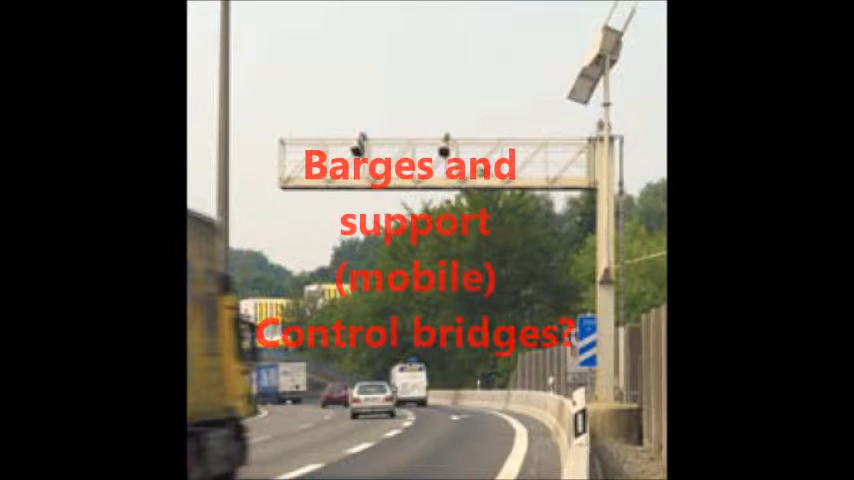 Barges and
support
(mobile)
Control bridges?